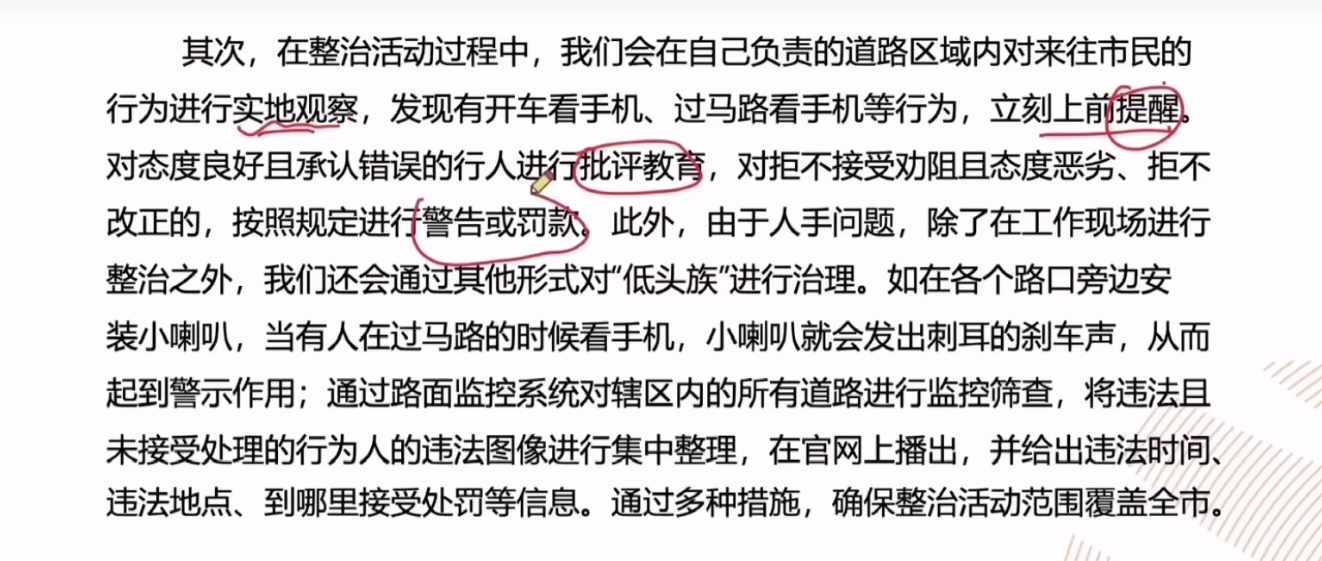 其次，在整治活动过程中，我们会在自己负责的道路区域内对来往市民的
行为进行实地观察，发现有开车看手机、过马路看手机等行为，立刻上前提醒。
对态度良好且承认错误的行人进行批评教育，对拒不接受劝阻且态度恶劣、拒不
改正的，按照规定进行警告或罚款。此外，由于人手问题，除了在工作现场进行
整治之外，我们还会通过其他形式对“低头族”进行治理。如在各个路口旁边安
装小喇叭，当有人在过马路的时候看手机，小喇叭就会发出刺耳的刹车声，从而
起到警示作用；通过路面监控系统对辖区内的所有道路进行监控筛查，将违法且
未接受处理的行为人的违法图像进行集中整理，在官网上播出，并给出违法时间、
违法地点、到哪里接受处罚等信息。通过多种措施，确保整治活动范围覆盖全市。